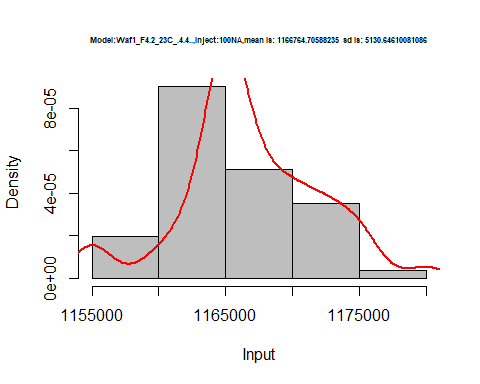 Model:Waf1_F4.2_23C_.4.4._,Inject:100NA,mean is: 1166764.70588235 sd is: 5130.64610081086
8e-05
4e-05
0e+00
Density
1155000 1165000 1175000
Input